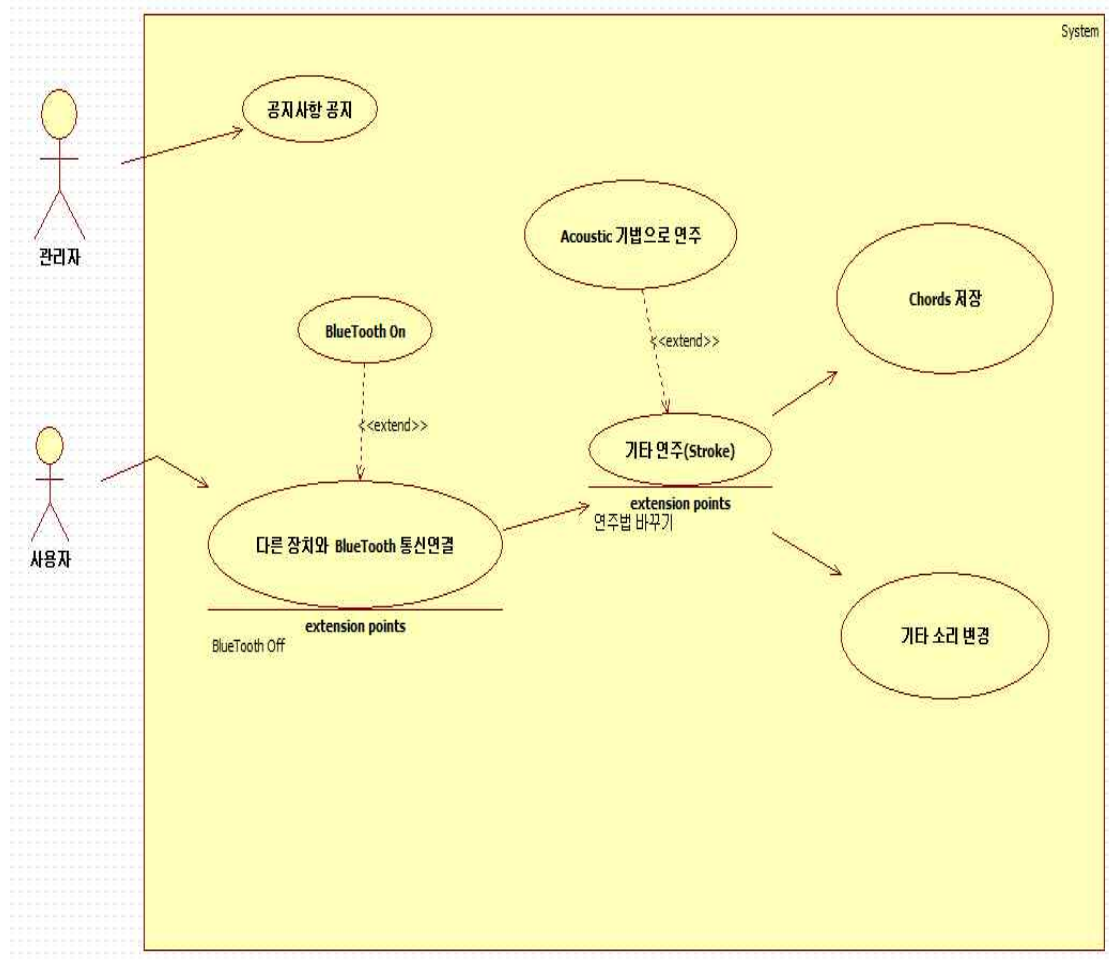 System
공지사항 공지
관리자
Acoustic 기법으로 연주
Chords 저장
BlueTooth On
<<extend>>
<<extend>>
사용자
기타 연주(Stroke)
extension points
연주법 바꾸기
다른 장치와 BlueTooth 통신연결
extension points
BlueTooth Off
기타 소리 변경